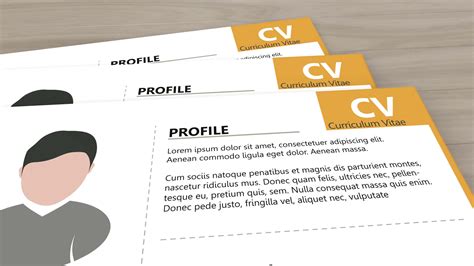 CV
Curriculum Vitae
PROFILE
adipiscing elit.
CV
Curriculum Vitae
PROFILE
elit.
CV
Curriculum Vitae
PROFILE
Lorem ipsum dolor sit amet, consectetuer adipiscing elit.
Aenean commodo ligula eget dolor. Aenean massa.
Cum sociis natoque penatibus et magnis dis parturient montes,
nascetur ridiculus mus. Donec quam felis, ultricies nec, pellentesque
eu, pretium quis, sem. Nulla consequat massa quis enim. Donec
pede justo, fringilla vel, aliquet nec, vulputate